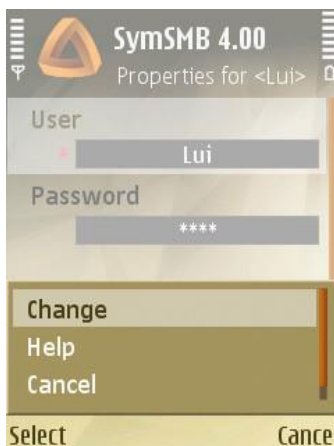 SymSMB 4.00
Properties for <Lui>
User
* Lui
Password
****
Change
Help
Cancel
Select Cance